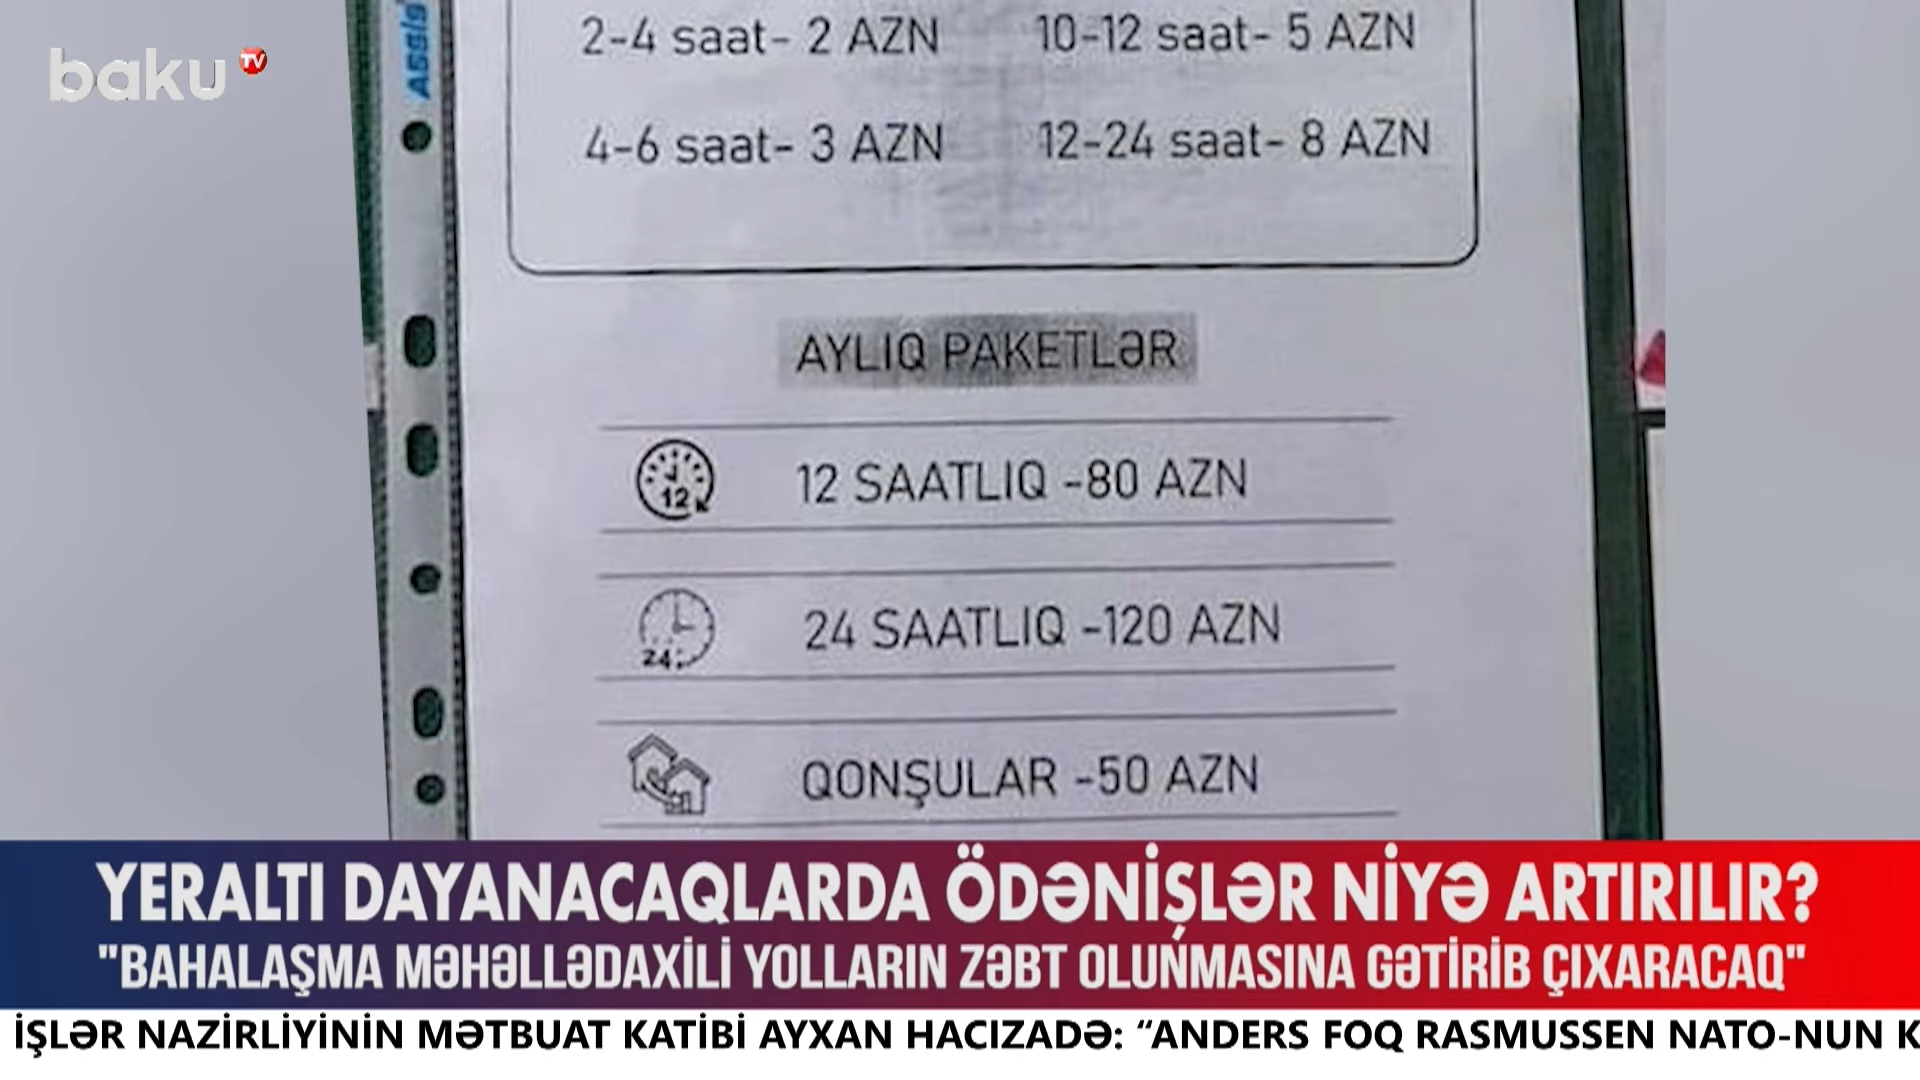 baku TV
ASSIS
2-4 saat- 2 AZN 10-12 saat- 5 AZN
4-6 saat- 3 AZN 12-24 saat- 8 AZN
AYLIQ PAKETLƏR
12
12 SAATLIQ -80 AZN
24
24 SAATLIQ -120 AZN
QONŞULAR -50 AZN
YERALTI DAYANACAQLARDA ÖDƏNİŞLƏR NİYƏ ARTIRILIR?
"BAHALAŞMA MƏHƏLLƏDAXİLİ YOLLARIN ZƏBT OLUNMASINA GƏTİRİB ÇIXARACAQ"
İŞLƏR NAZİRLİYİNİN MƏTBUAT KATİBİ AYXAN HACIZADƏ: “ANDERS FOQ RASMUSSEN NATO-NUN K